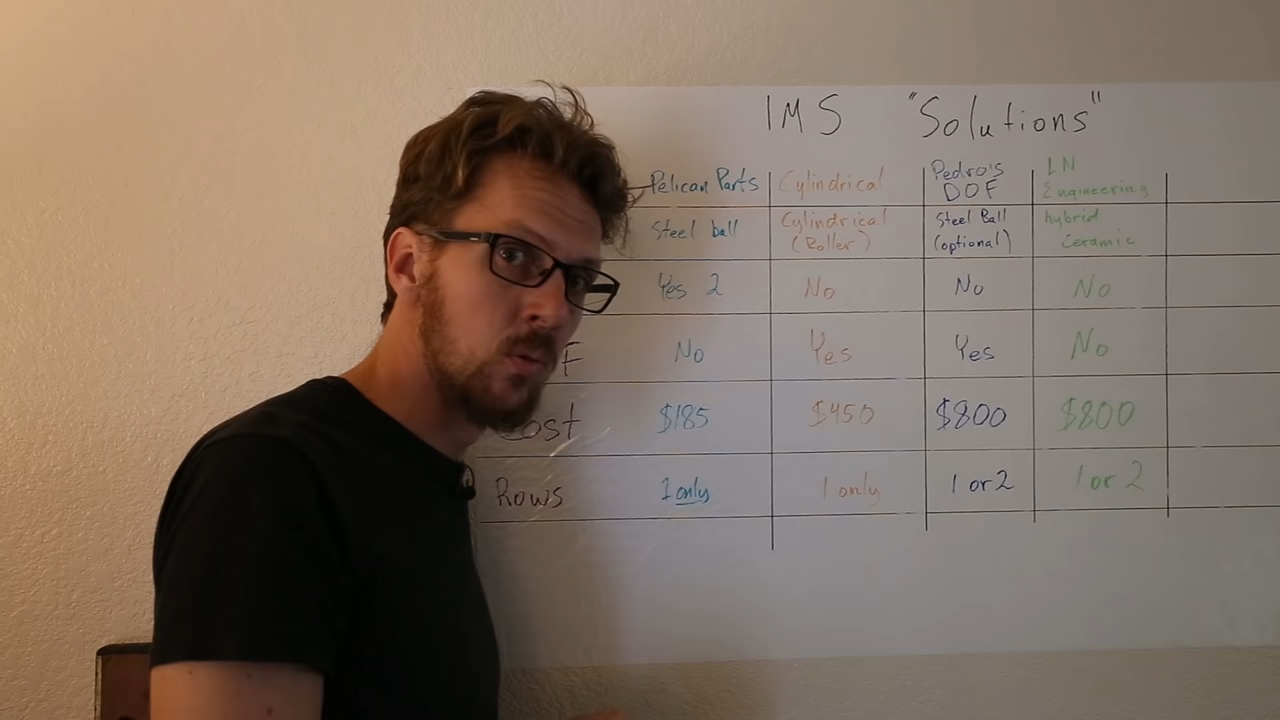 IMS "Solutions"
Pelican Parts Cylindrical Pedro's DOF LN Engineering
Steel ball Cylindrical (Roller) Steel Ball (optional) hybrid ceramic
Yes 2 No No No
F No Yes Yes No
Cost $185 $450 $800 $800
Rows 1 only 1 only 1 or 2 1 or 2